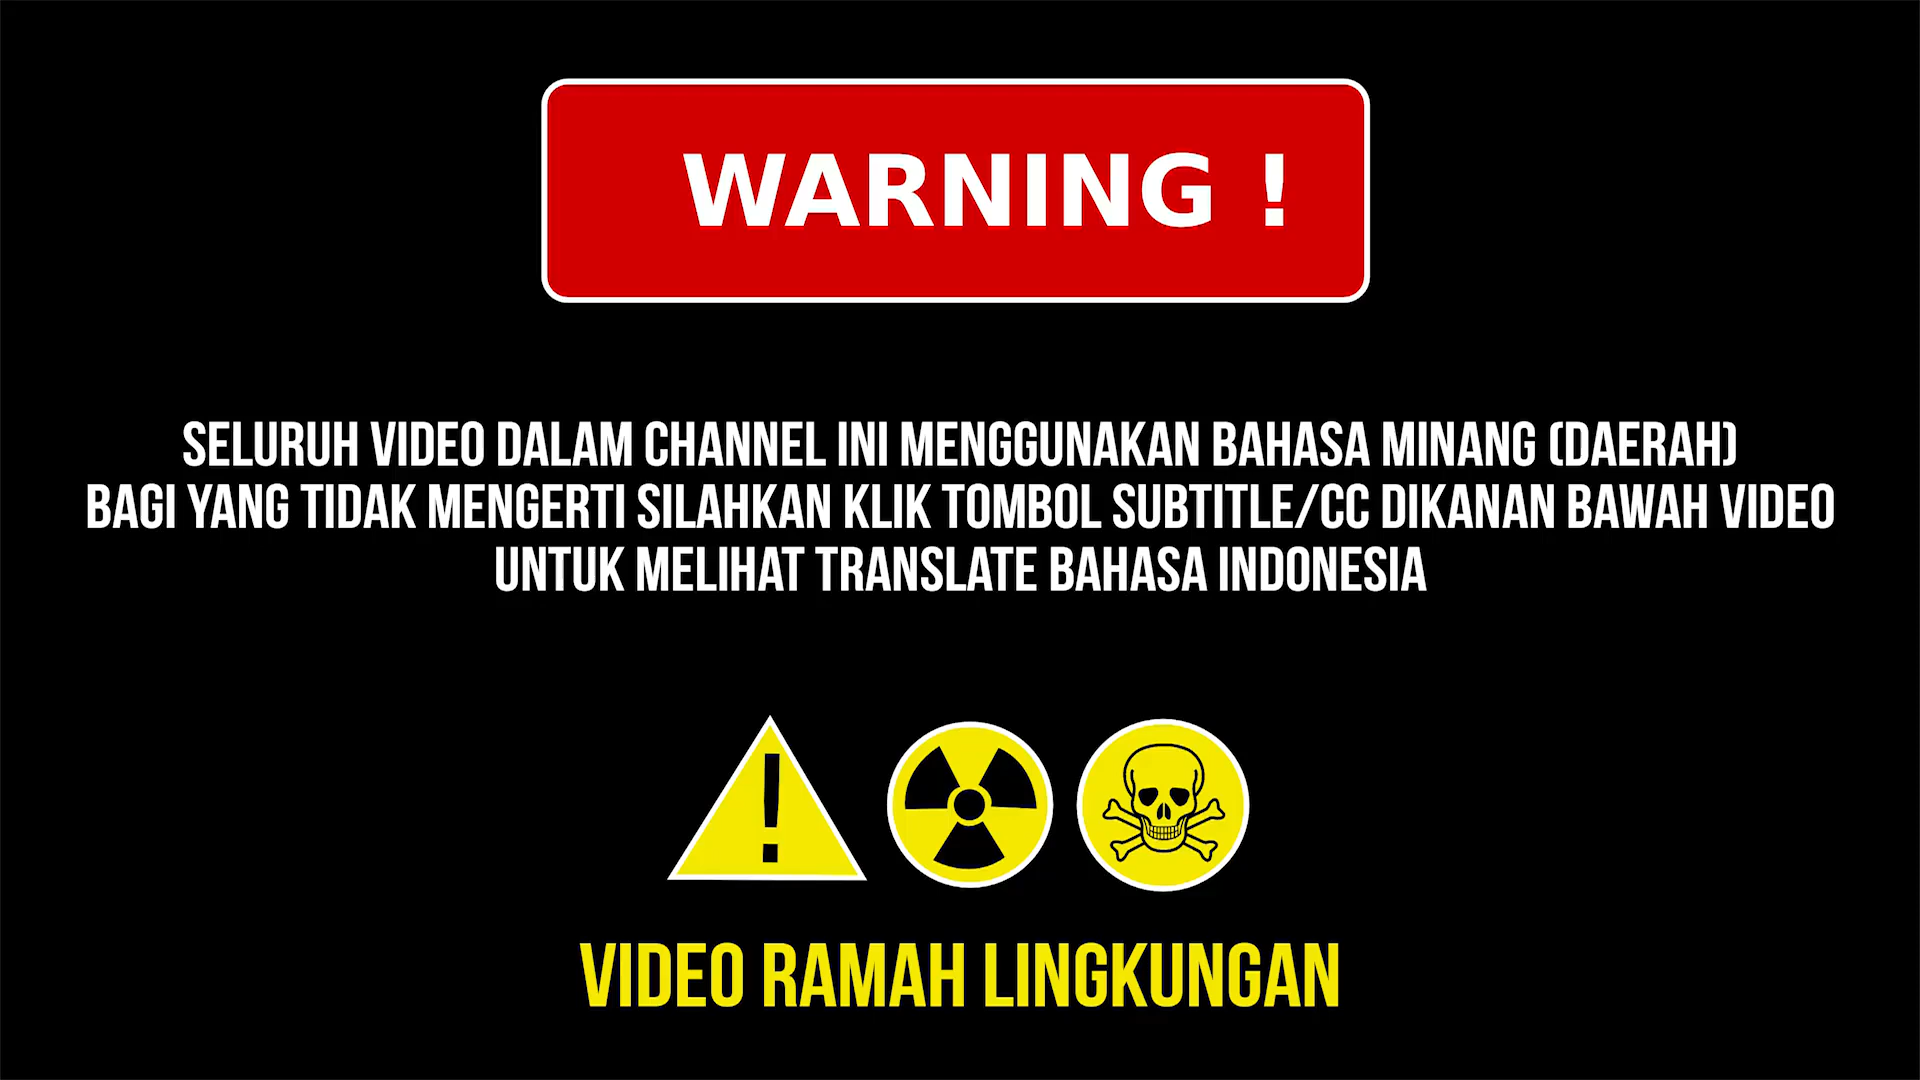 WARNING !
SELURUH VIDEO DALAM CHANNEL INI MENGGUNAKAN BAHASA MINANG (DAERAH)
BAGI YANG TIDAK MENGERTI SILAHKAN KLIK TOMBOL SUBTITLE/CC DIKANAN BAWAH VIDEO
UNTUK MELIHAT TRANSLATE BAHASA INDONESIA
VIDEO RAMAH LINGKUNGAN